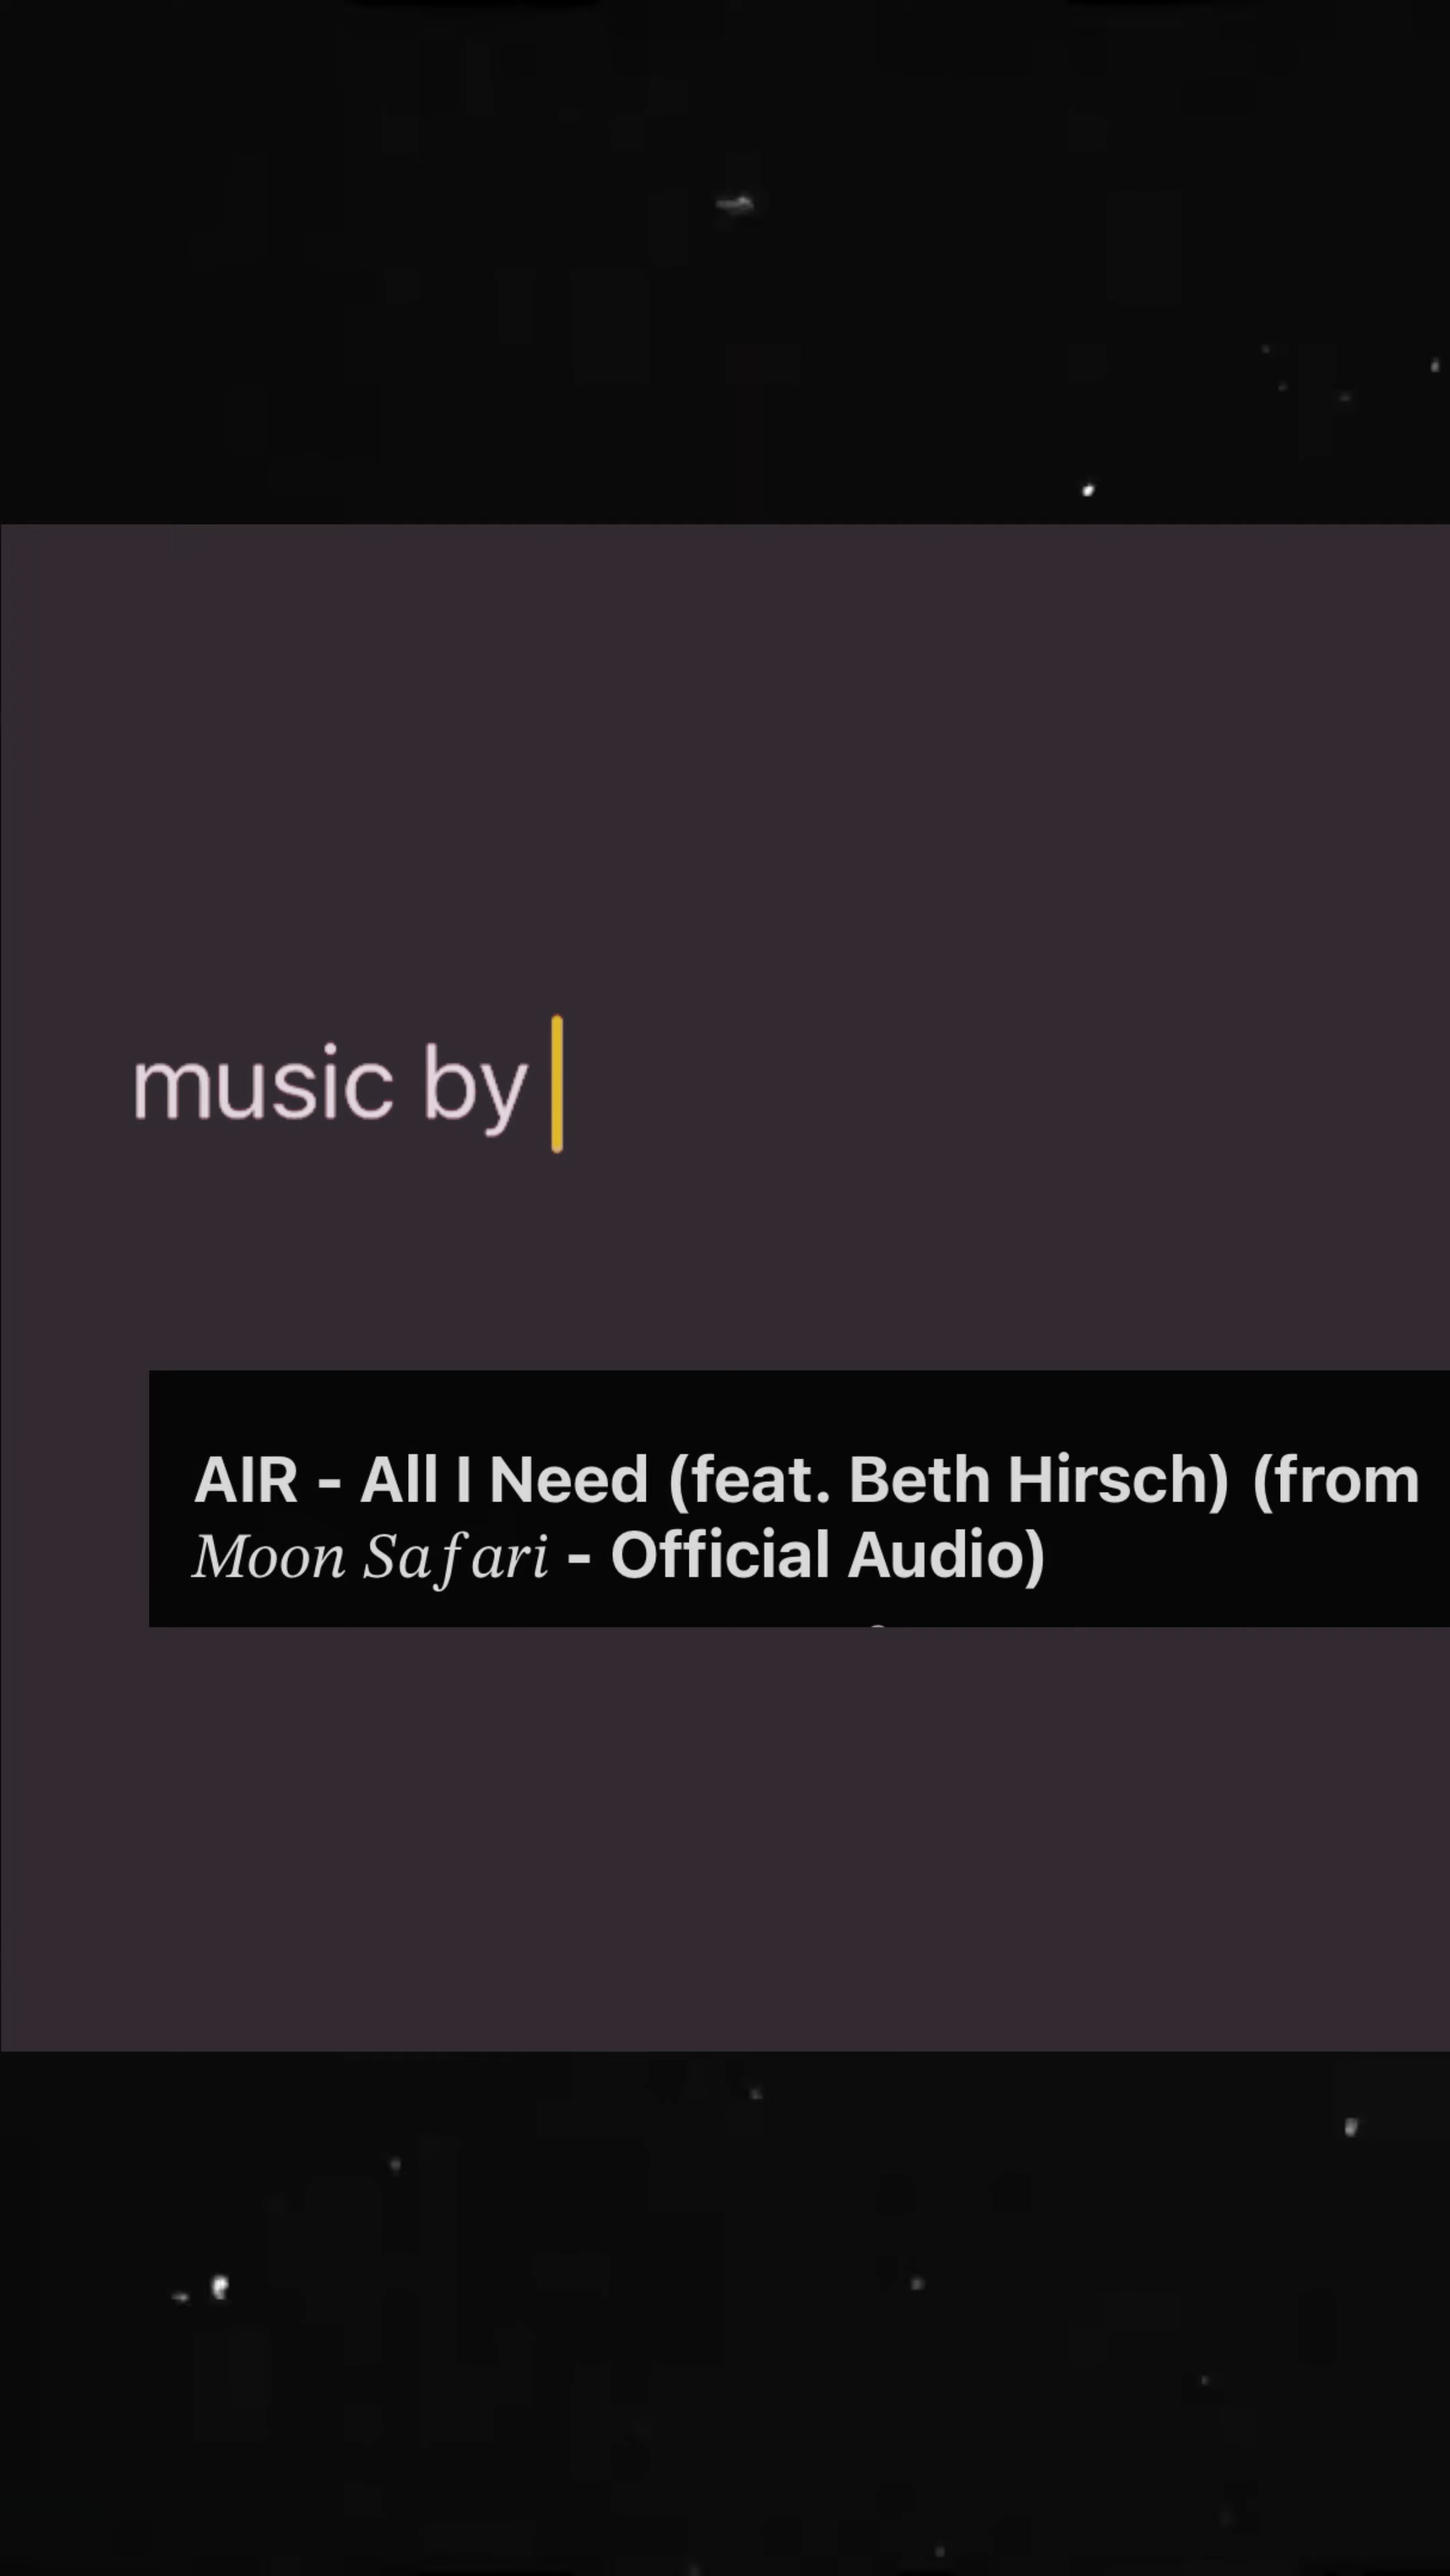 music by
AIR - All I Need (feat. Beth Hirsch) (from
Moon Safari - Official Audio)